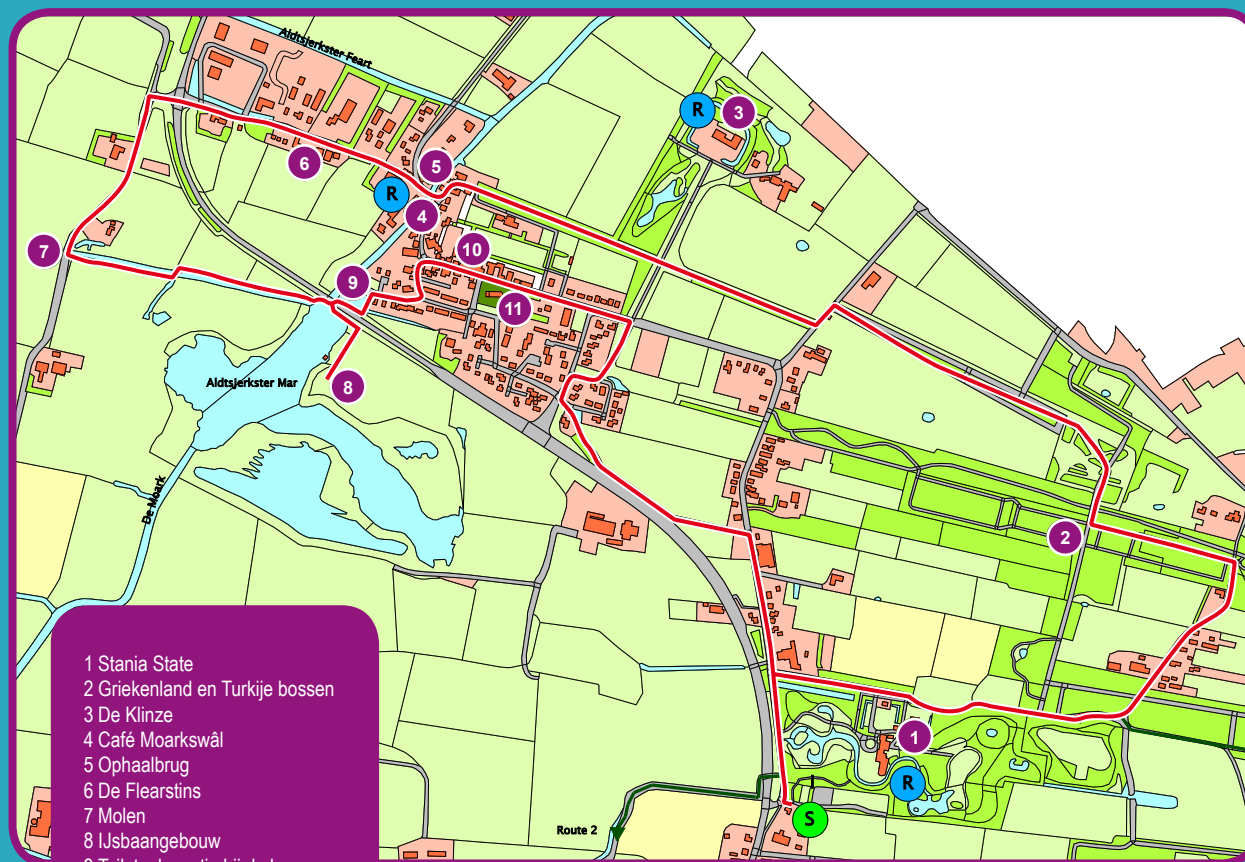 Aldtsjerkster Feart
R
3
5
6
R
4
7
10
9
11
Aldtsjerkster Mar
8
De Moark
2
1 Stania State
2 Griekenland en Turkije bossen
3 De Klinze
4 Café Moarkswâl
5 Ophaalbrug
6 De Flearstins
7 Molen
8 IJsbaangebouw
1
R
S
Route 2